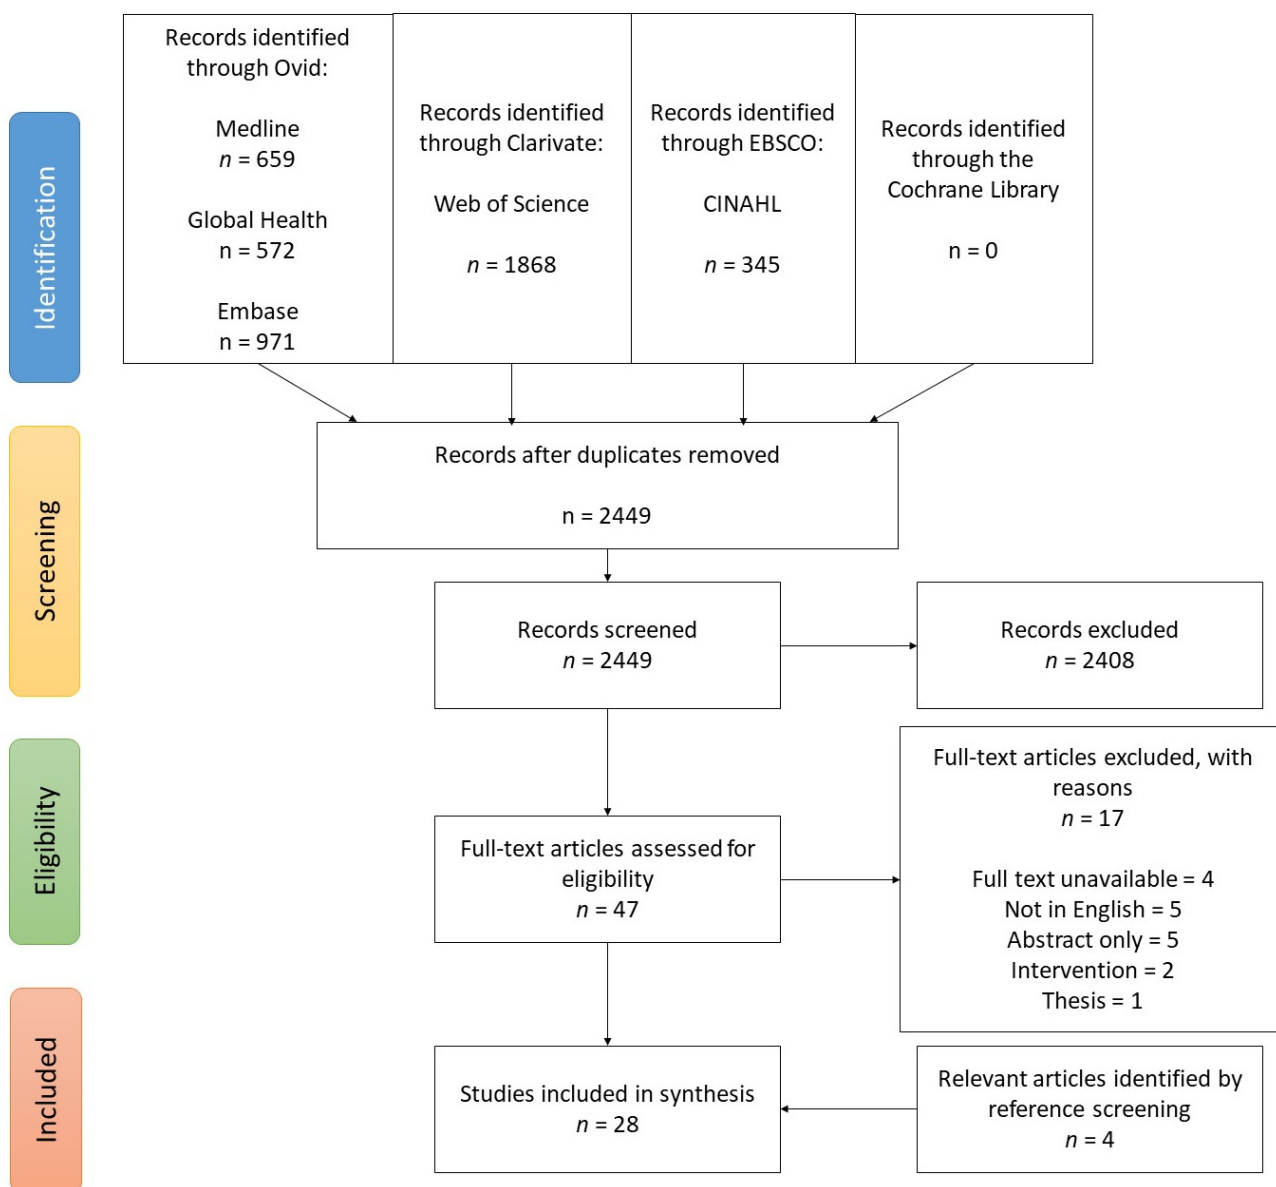 Identification
Records identified
through Ovid:
Medline
n = 659
Global Health
n = 572
Embase
n = 971
Records identified
through Clarivate:
Web of Science
n = 1868
Records identified
through EBSCO:
CINAHL
n = 345
Records identified
through the
Cochrane Library
n = 0
Screening
Records after duplicates removed
n = 2449
Records screened
n = 2449
Records excluded
n = 2408
Eligibility
Full-text articles assessed for
eligibility
n = 47
Full-text articles excluded, with
reasons
n = 17
Full text unavailable = 4
Not in English = 5
Abstract only = 5
Intervention = 2
Thesis = 1
Included
Studies included in synthesis
n = 28
Relevant articles identified by
reference screening
n = 4